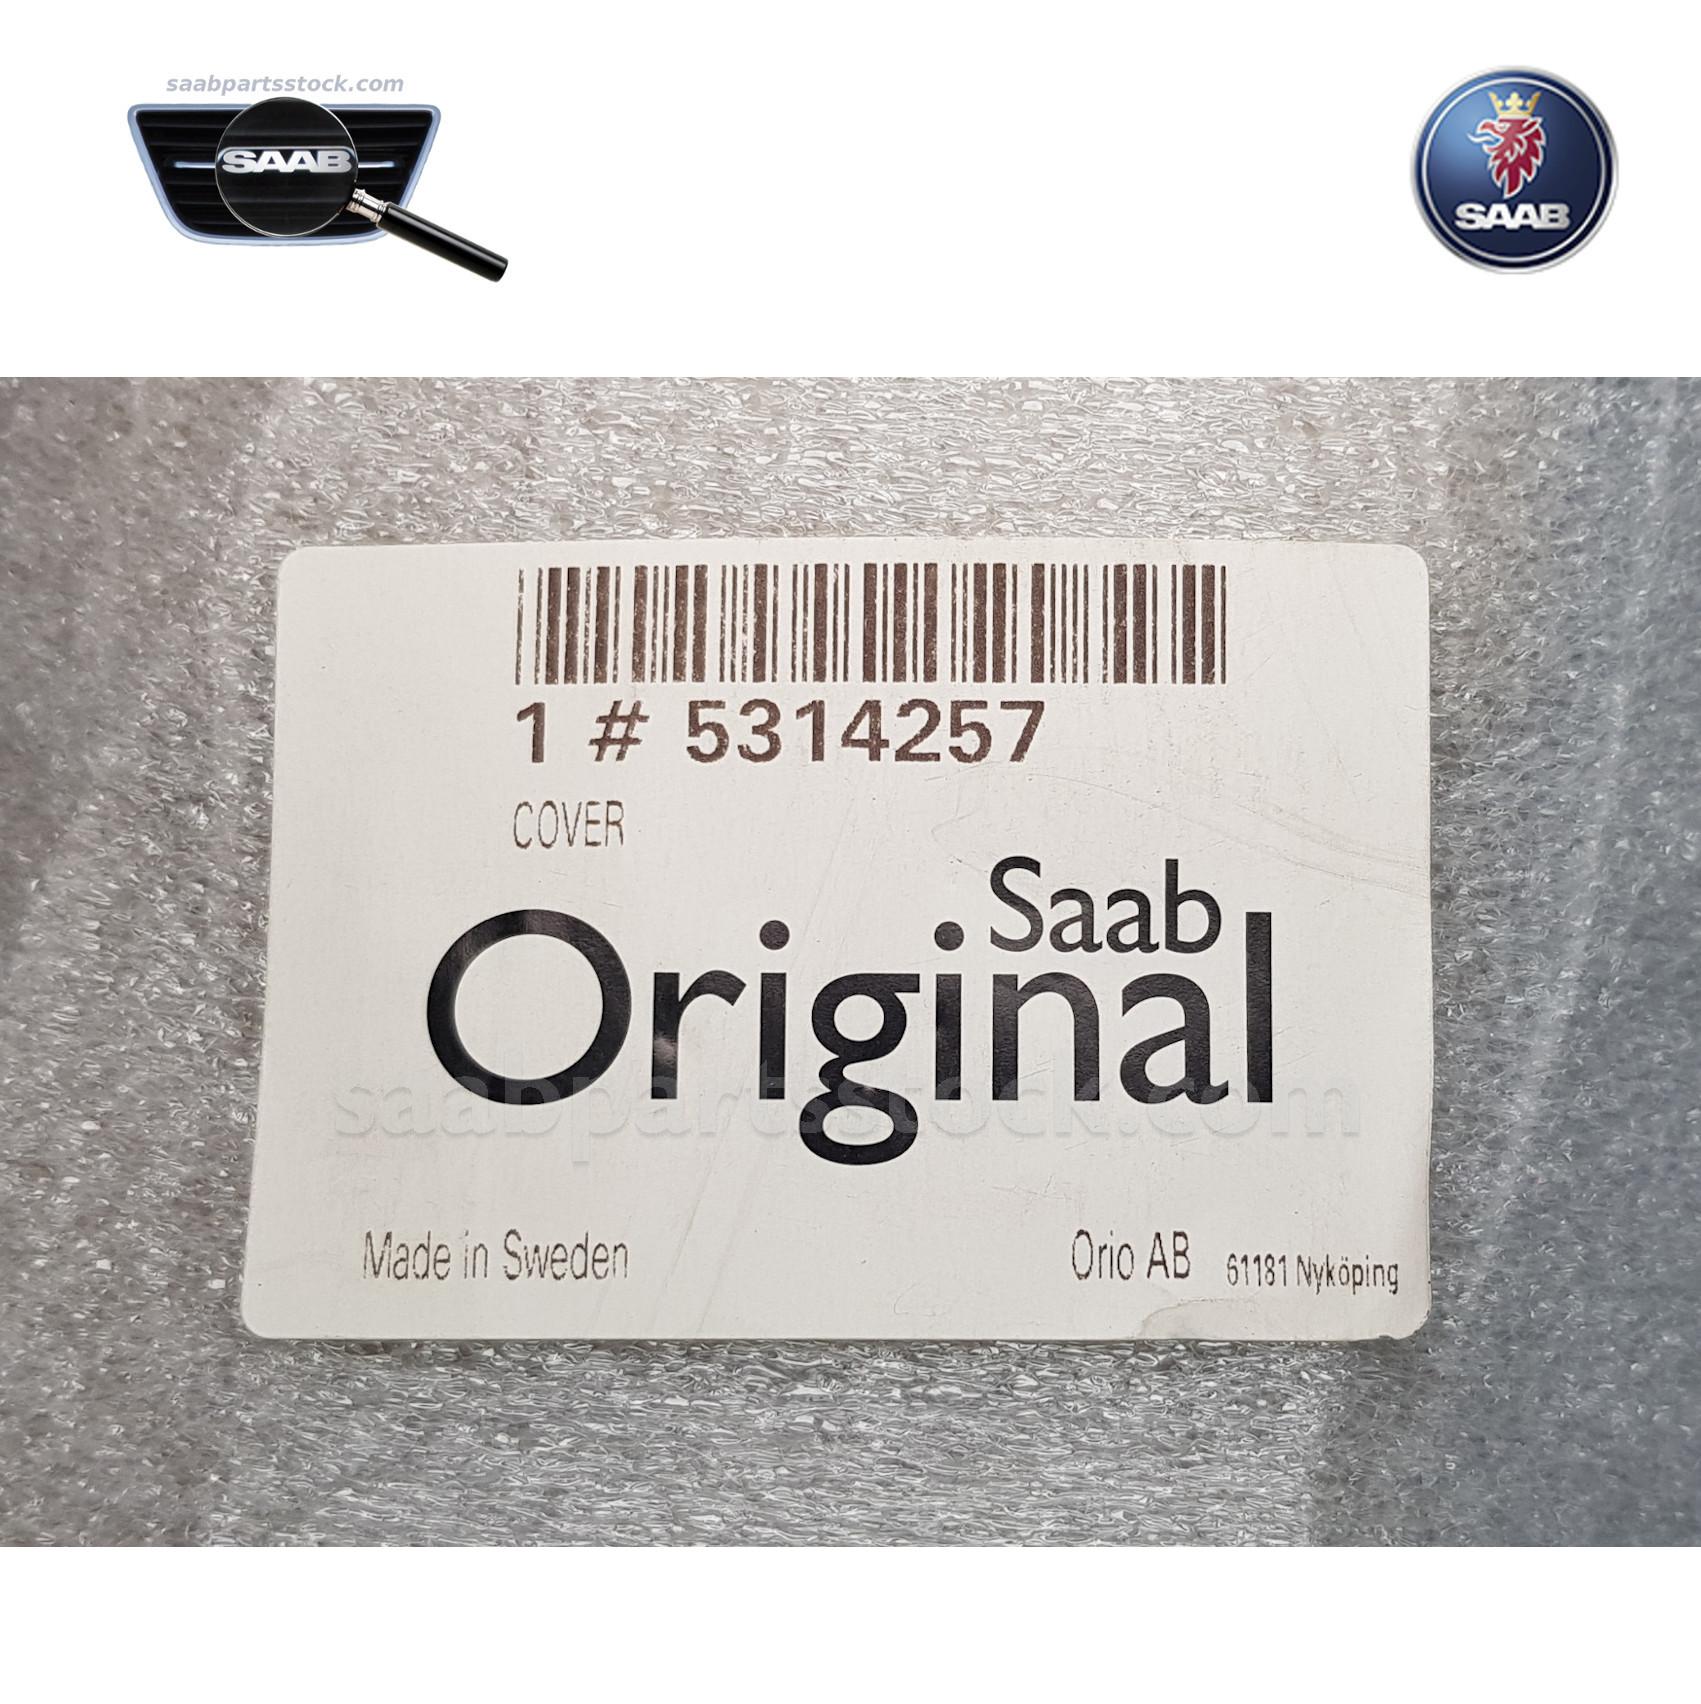 saabpartsstock.com
SAAB
SAAB
1 # 5314257
COVER
Saab
Original
saabpartsstock.com
Made in Sweden
Orio AB 61181 Nyköping